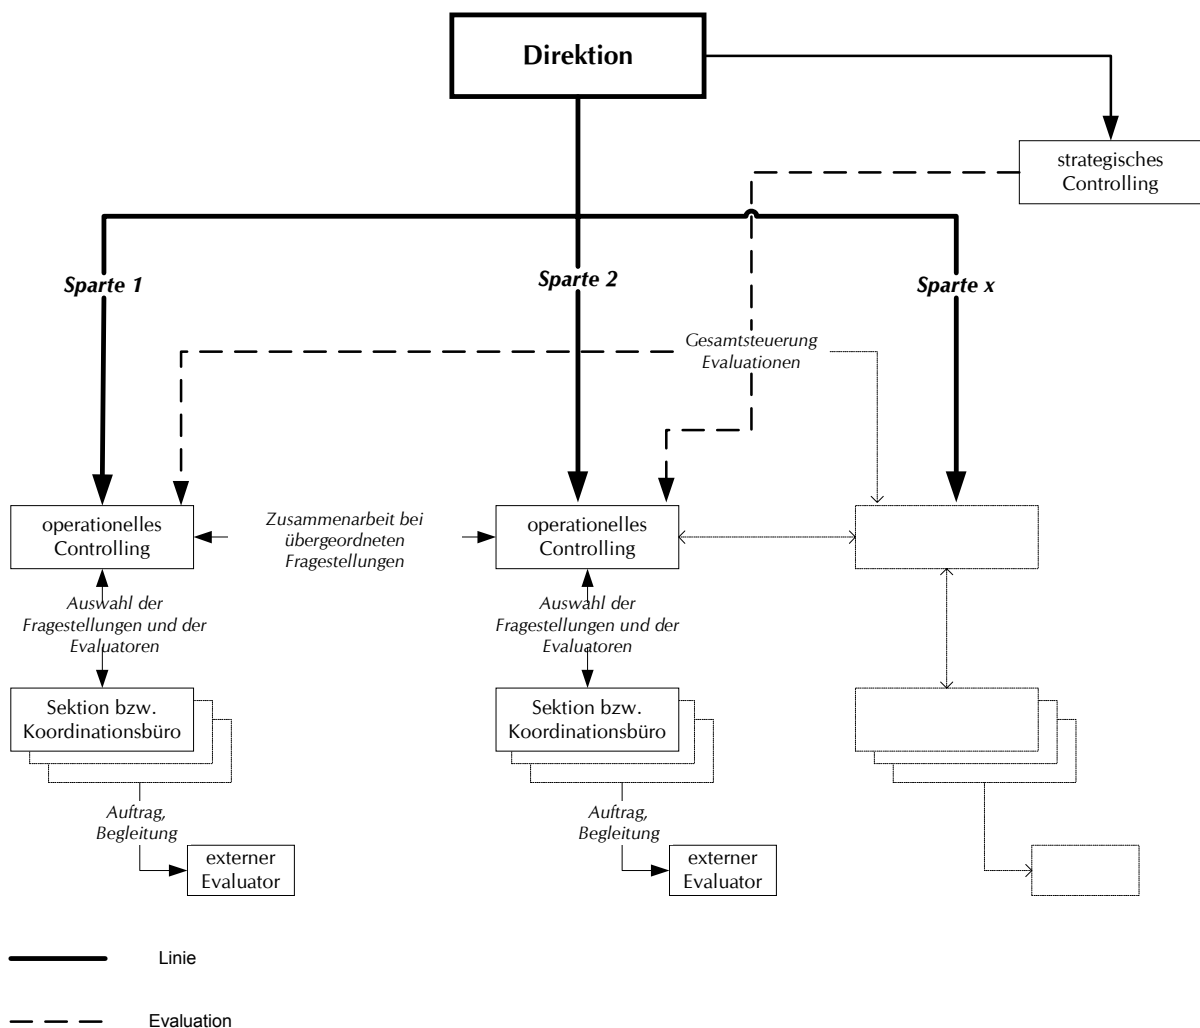 Direktion
strategisches
Controlling
Sparte 1
Sparte 2
Sparte x
Gesamtsteuerung
Evaluationen
operationelles
Controlling
Zusammenarbeit bei
übergeordneten
Fragestellungen
operationelles
Controlling
Auswahl der
Fragestellungen und der
Evaluatoren
Auswahl der
Fragestellungen und der
Evaluatoren
Sektion bzw.
Koordinationsbüro
Sektion bzw.
Koordinationsbüro
Auftrag,
Begleitung
Auftrag,
Begleitung
externer
Evaluator
externer
Evaluator
Linie
Evaluation